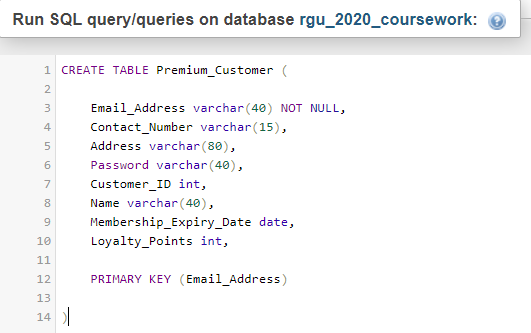 Run SQL query/queries on database rgu_2020_coursework:
1 CREATE TABLE Premium_Customer (
2
3 Email_Address varchar(40) NOT NULL,
4 Contact_Number varchar(15),
5 Address varchar(80),
6 Password varchar(40),
7 Customer_ID int,
8 Name varchar(40),
9 Membership_Expiry_Date date,
10 Loyalty_Points int,
11
12 PRIMARY KEY (Email_Address)
13
14 )